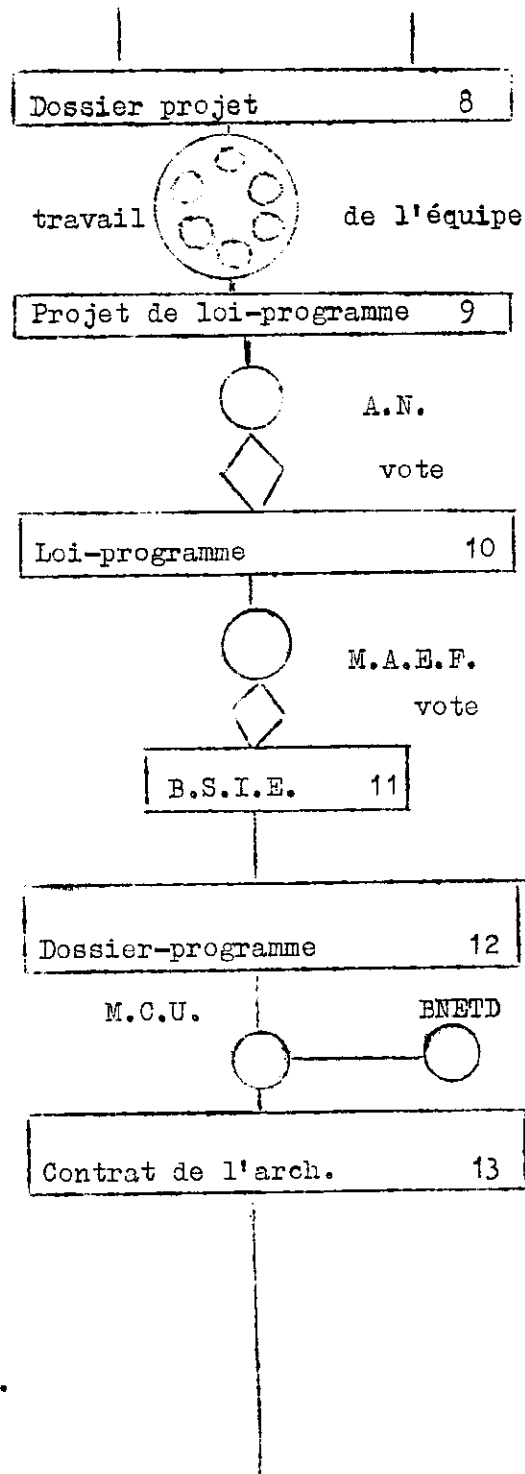 Dossier projet 8
travail de l'équipe
Projet de loi-programme 9
A.N.
vote
Loi-programme 10
M.A.E.F.
vote
B.S.I.E. 11
Dossier-programme 12
M.C.U. BNETD
Contrat de l'arch. 13